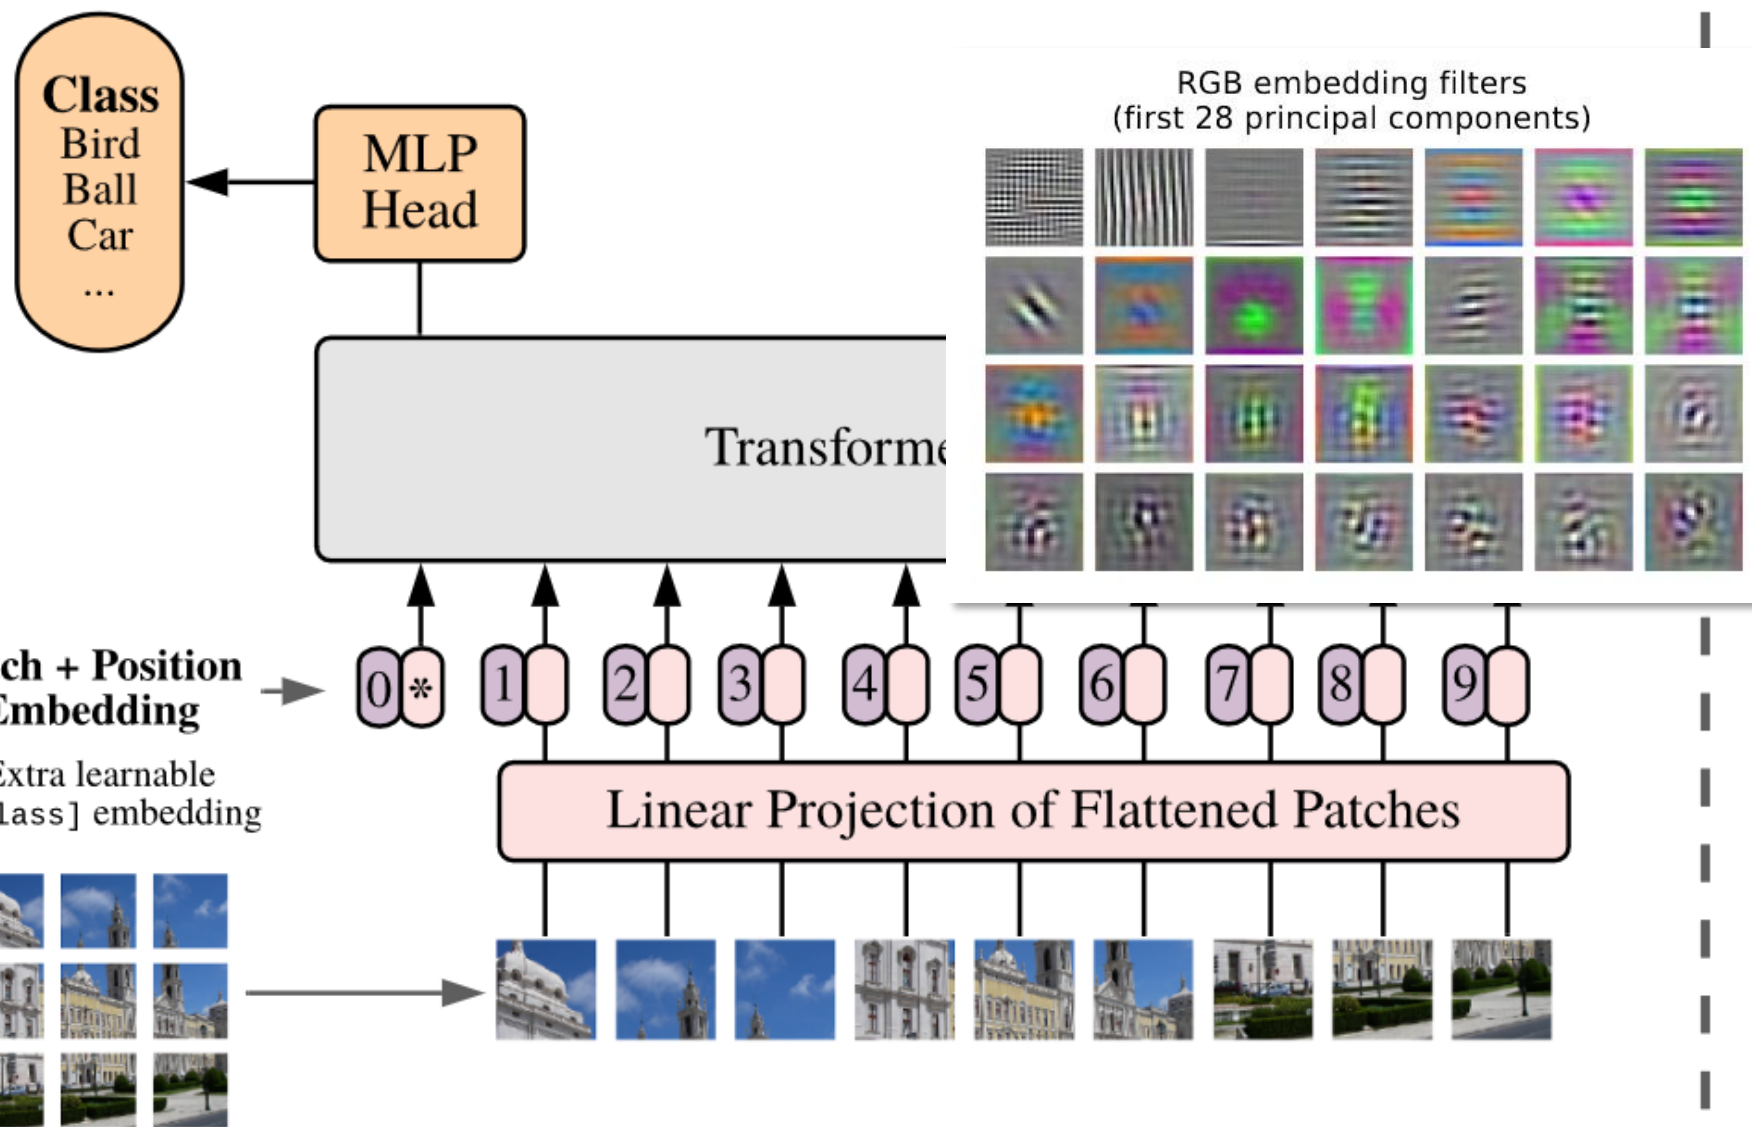 Class
Bird
Ball
Car
...
MLP
Head
RGB embedding filters
(first 28 principal components)
Transforme
ch + Position
Embedding
0 * 1 2 3 4 5 6 7 8 9
Extra learnable
lass] embedding
Linear Projection of Flattened Patches